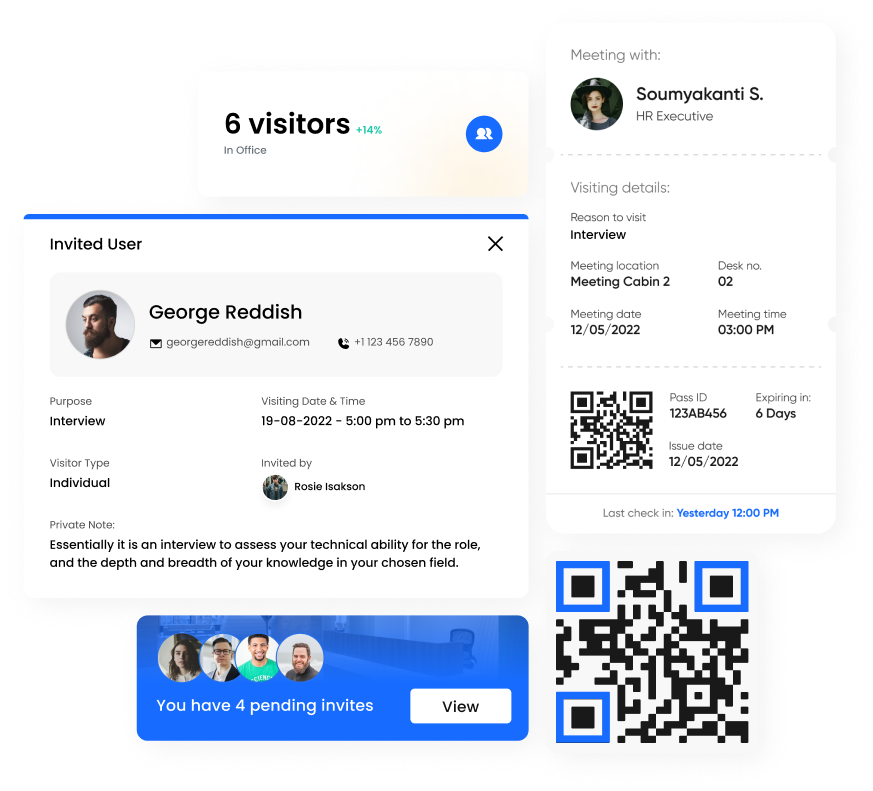 6 visitors +14%
In Office
Invited User
George Reddish
georgereddish@gmail.com +1 123 456 7890
Purpose
Interview
Visiting Date & Time
19-08-2022 - 5:00 pm to 5:30 pm
Visitor Type
Individual
Invited by
Rosie Isakson
Private Note:
Essentially it is an interview to assess your technical ability for the role,
and the depth and breadth of your knowledge in your chosen field.
You have 4 pending invites
View
Meeting with:
Soumyakanti S.
HR Executive
Visiting details:
Reason to visit
Interview
Meeting location
Meeting Cabin 2
Desk no.
02
Meeting date
12/05/2022
Meeting time
03:00 PM
Pass ID
123AB456
Expiring in:
6 Days
Issue date
12/05/2022
Last check in: Yesterday 12:00 PM